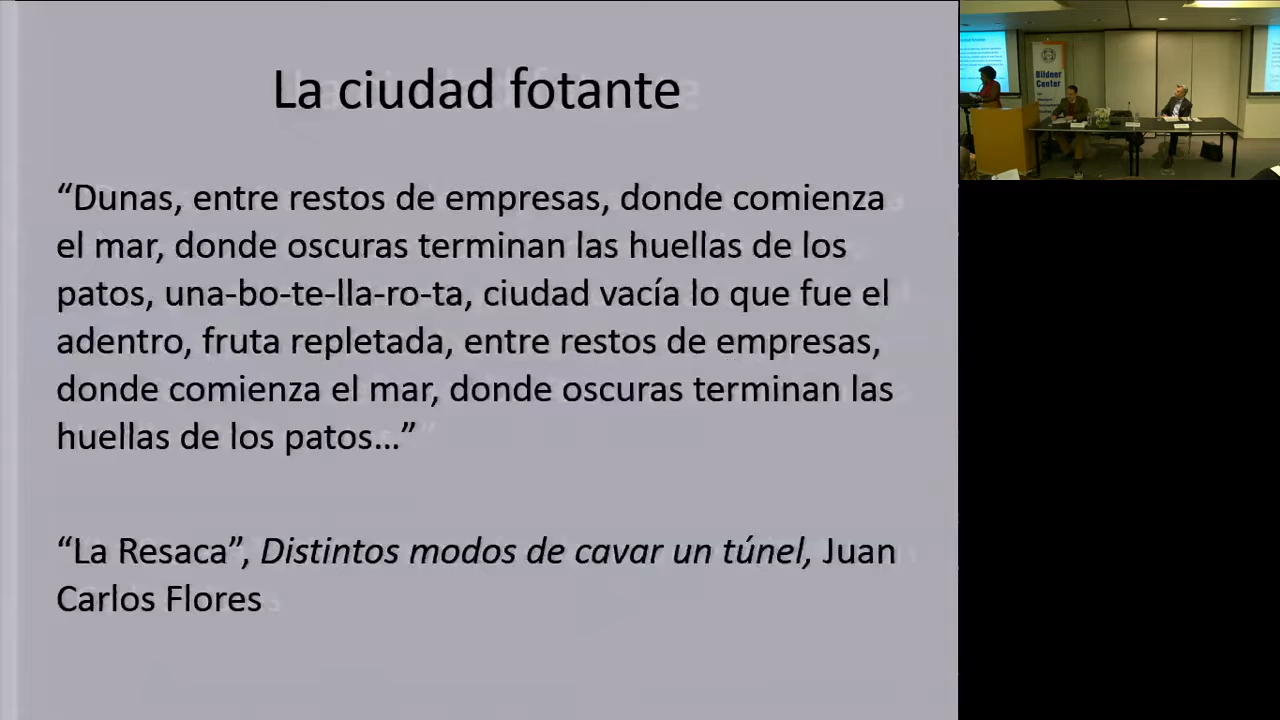 La ciudad fotante
“Dunas, entre restos de empresas, donde comienza
el mar, donde oscuras terminan las huellas de los
patos, una-bo-te-lla-ro-ta, ciudad vacía lo que fue el
adentro, fruta repletada, entre restos de empresas,
donde comienza el mar, donde oscuras terminan las
huellas de los patos…”
“La Resaca”, Distintos modos de cavar un túnel, Juan
Carlos Flores
Bildner
Center